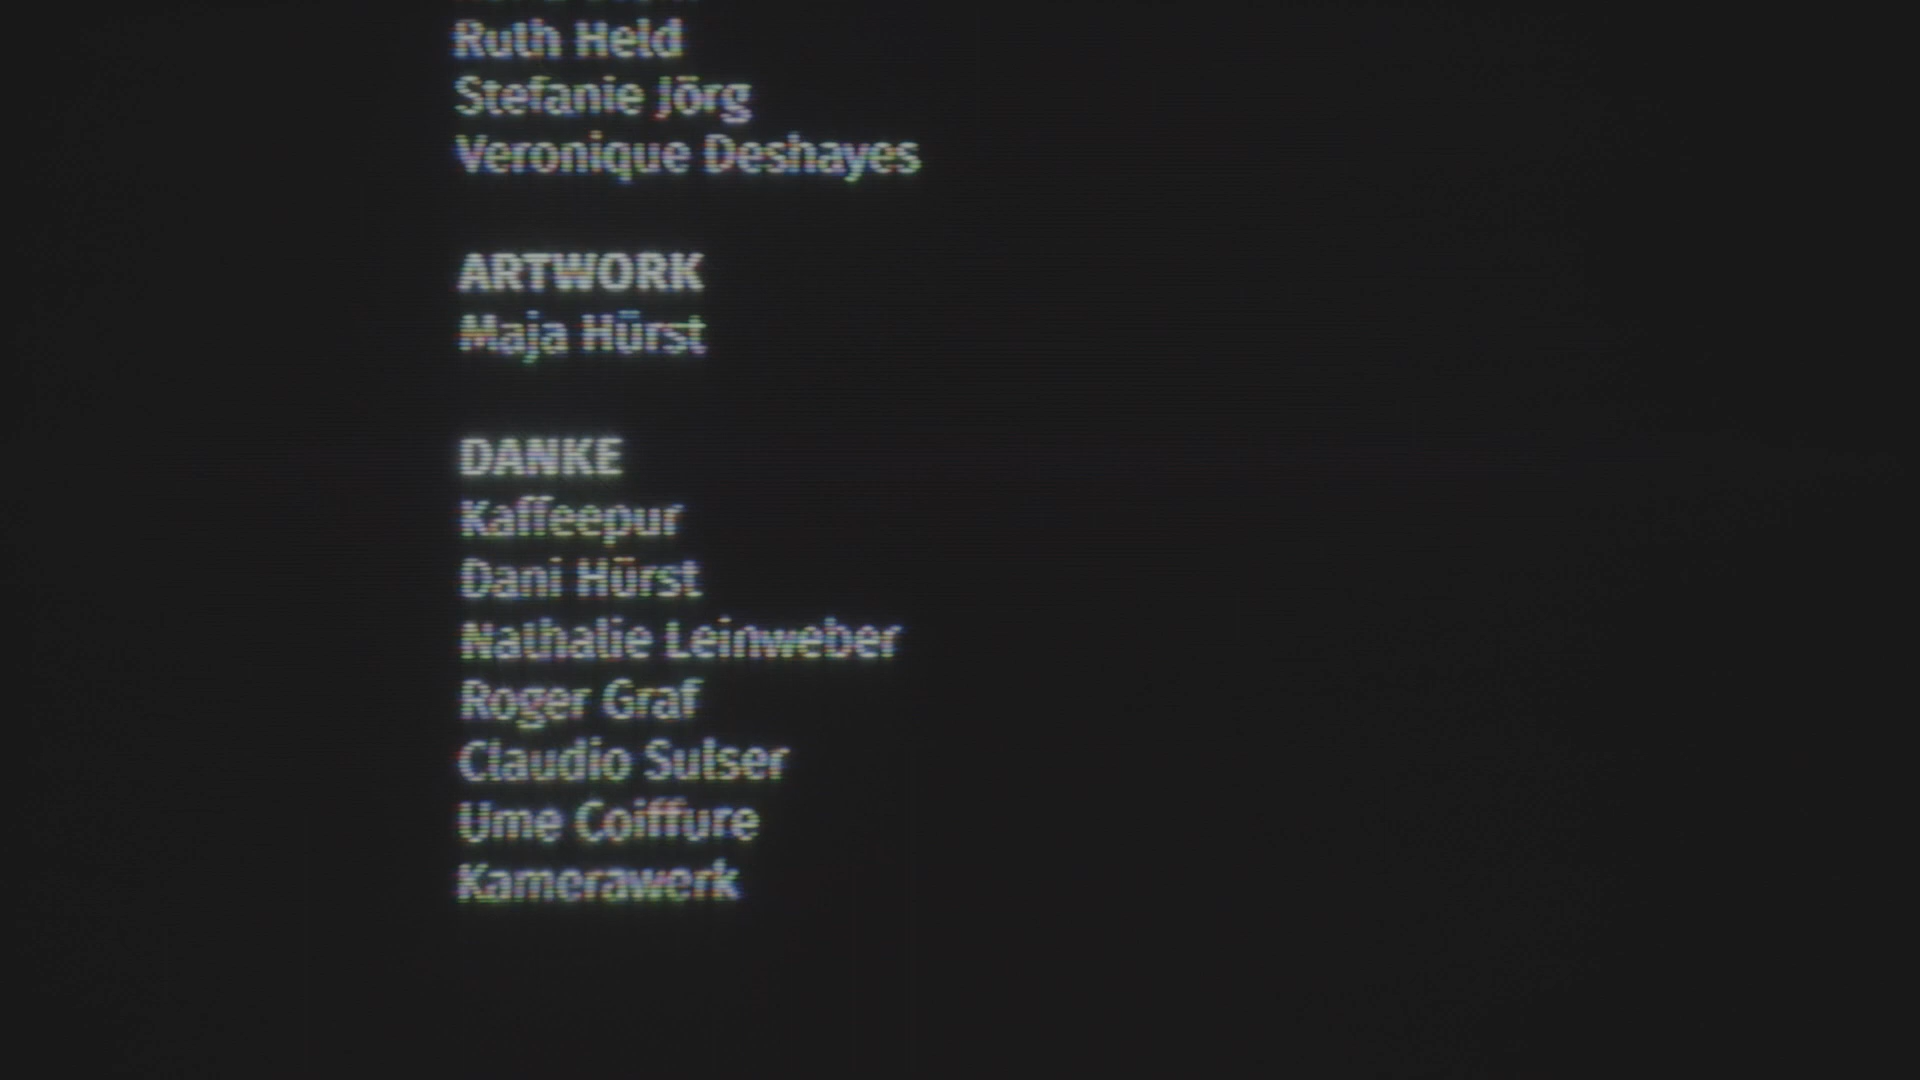 Ruth Held
Stefanie Jörg
Veronique Deshayes
ARTWORK
Maja Hürst
DANKE
Kaffeepur
Dani Hürst
Nathalie Leinweber
Roger Graf
Claudio Sulser
Ume Coiffure
Kamerawerk